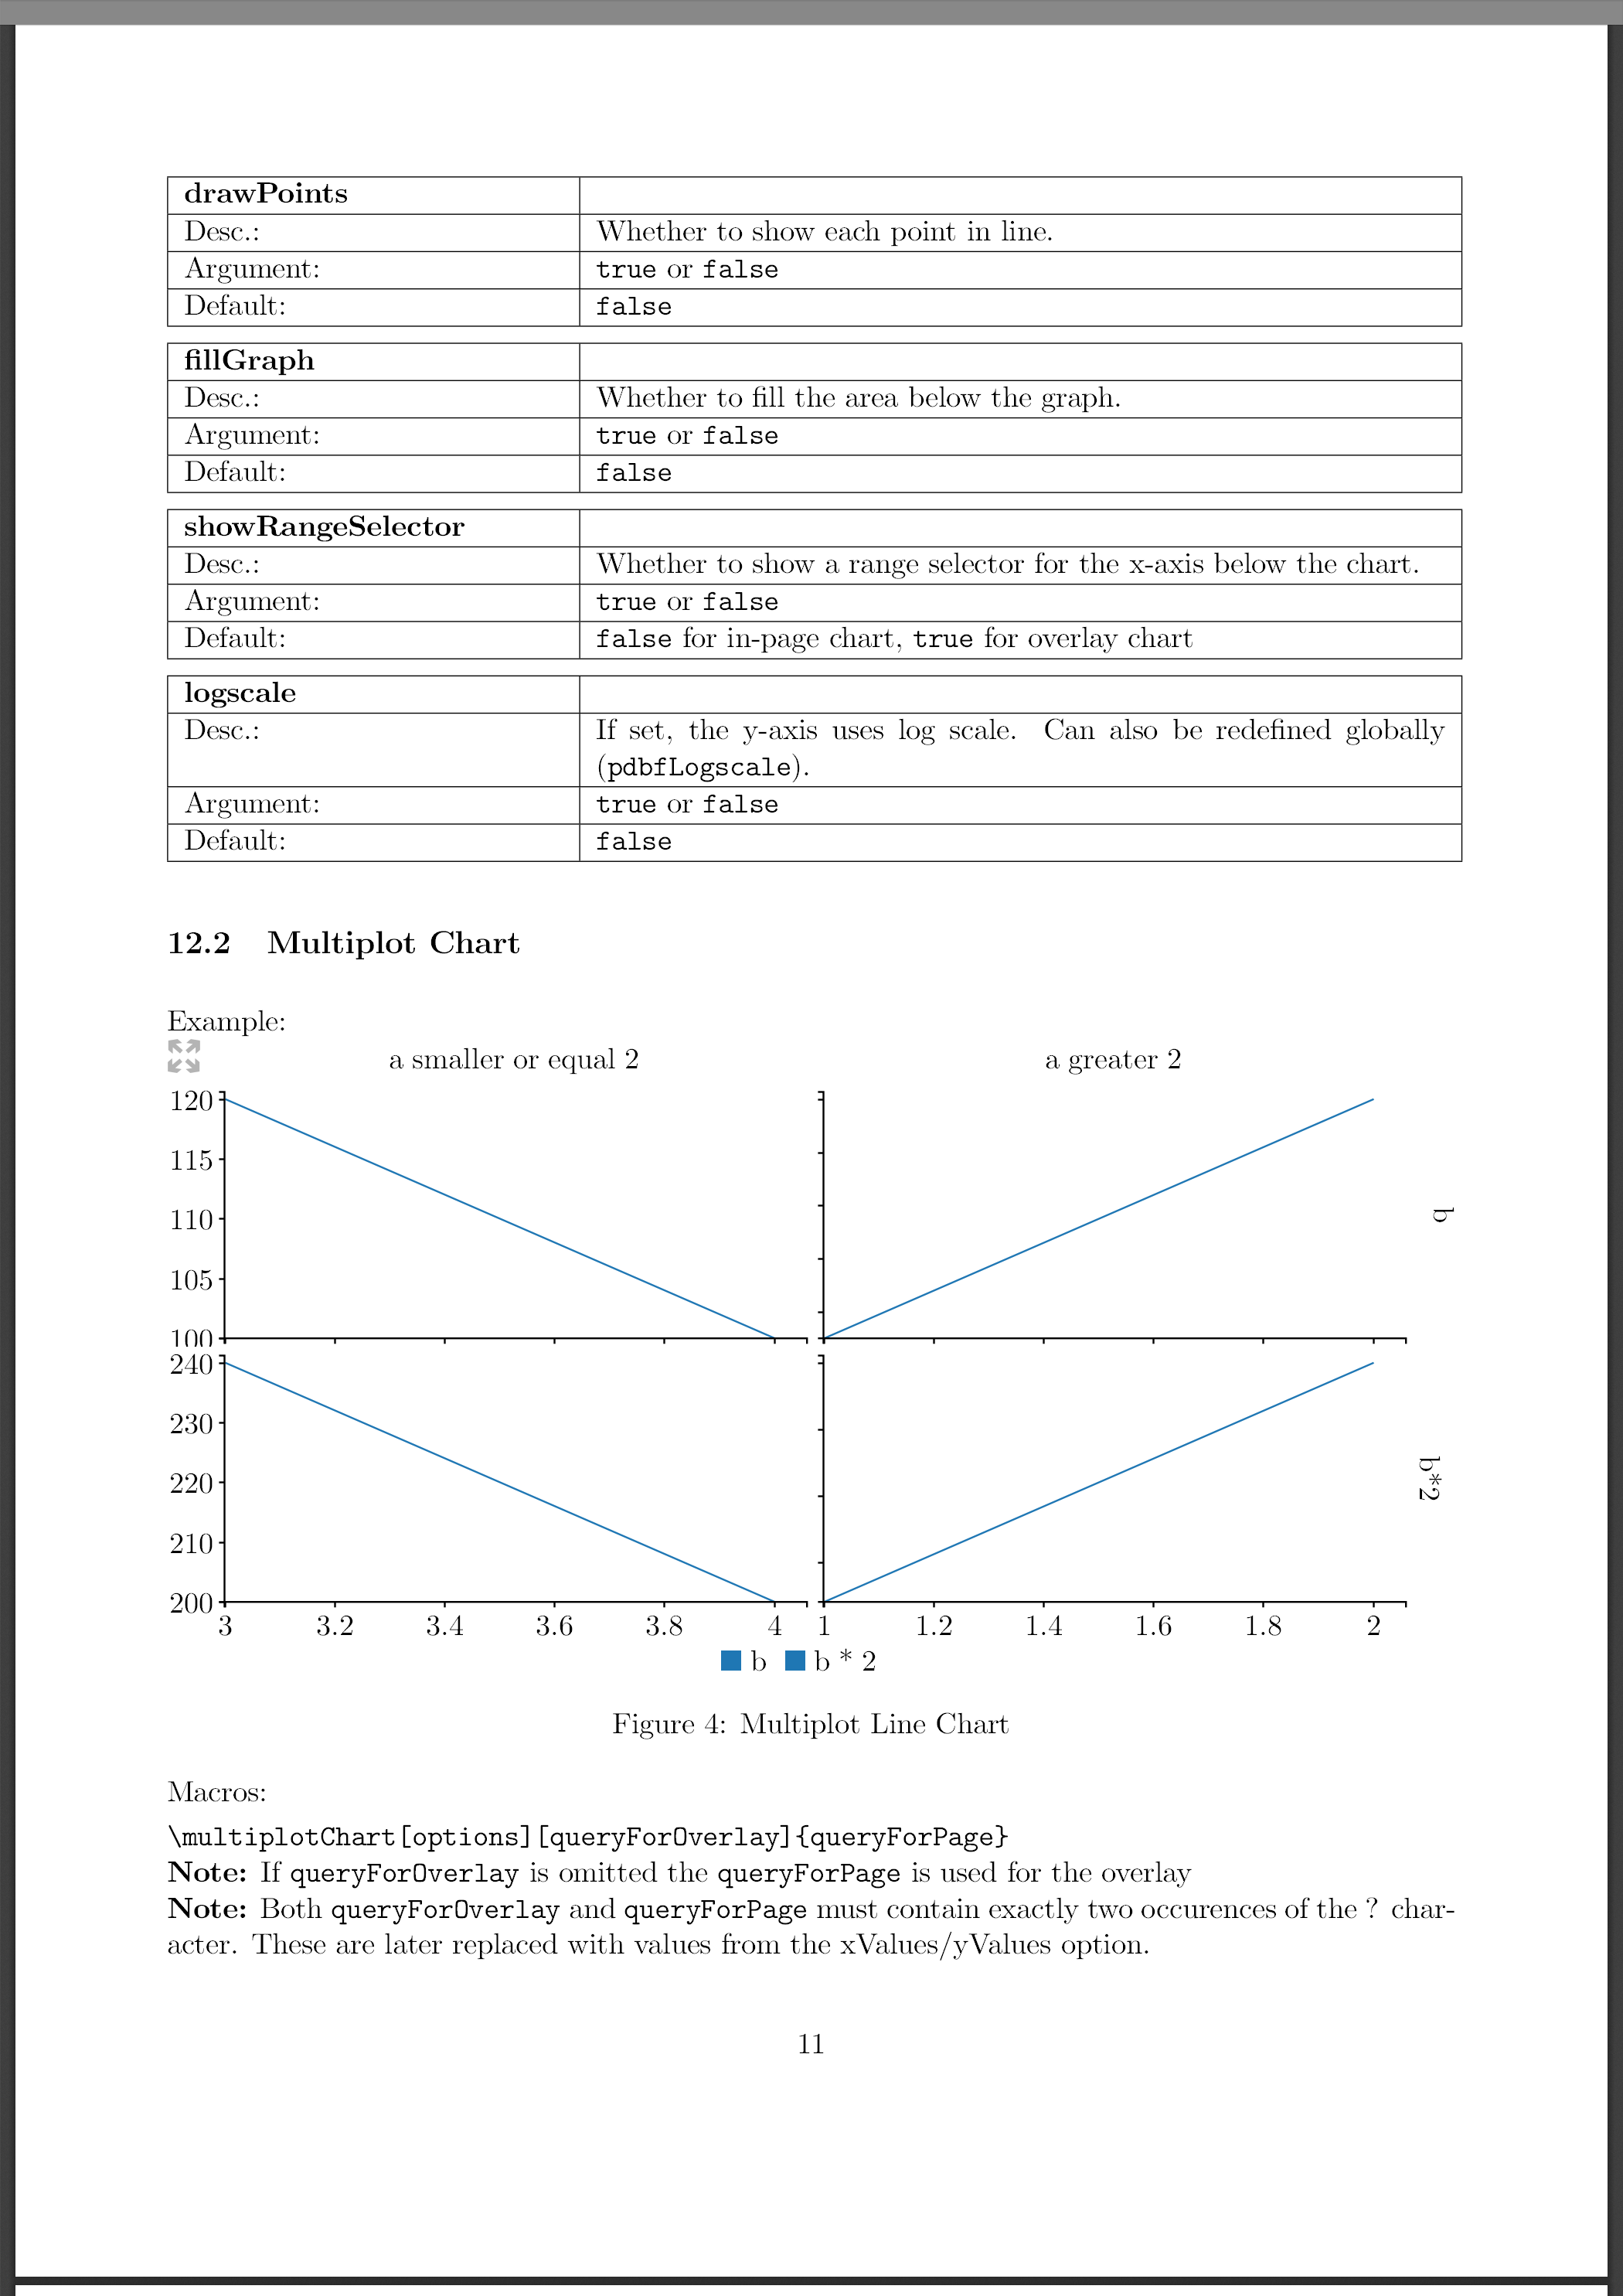 drawPoints
Desc.: Whether to show each point in line.
Argument: true or false
Default: false
fillGraph
Desc.: Whether to fill the area below the graph.
Argument: true or false
Default: false
showRangeSelector
Desc.: Whether to show a range selector for the x-axis below the chart.
Argument: true or false
Default: false for in-page chart, true for overlay chart
logscale
Desc.: If set, the y-axis uses log scale. Can also be redefined globally
(pdbfLogscale).
Argument: true or false
Default: false
12.2 Multiplot Chart
Example:
a smaller or equal 2 a greater 2
120
115
110
105
100
b
240
230
220
210
200
b*2
3 3.2 3.4 3.6 3.8 4 1 1.2 1.4 1.6 1.8 2
b b * 2
Figure 4: Multiplot Line Chart
Macros:
\multiplotChart[options][queryForOverlay]{queryForPage}
Note: If queryForOverlay is omitted the queryForPage is used for the overlay
Note: Both queryForOverlay and queryForPage must contain exactly two occurences of the ? char-
acter. These are later replaced with values from the xValues/yValues option.
11